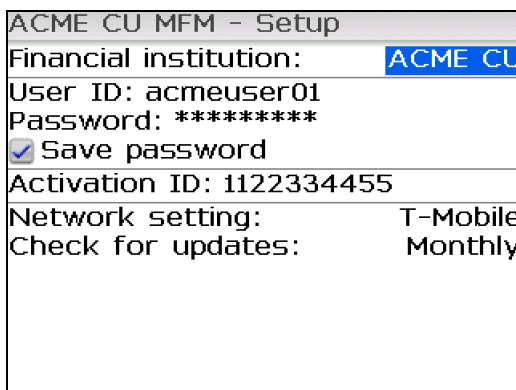 ACME CU MFM - Setup
Financial institution: ACME CU
User ID: acmeuser01
Password: *********
Save password
Activation ID: 1122334455
Network setting: T-Mobile
Check for updates: Monthly